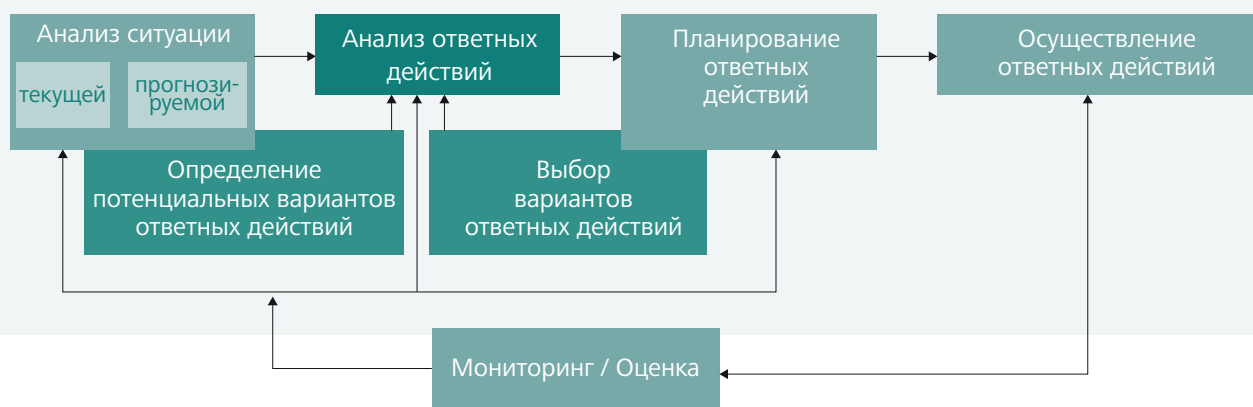 Анализ ситуации
текущей
прогнози-
руемой
Анализ ответных
действий
Планирование
ответных
действий
Осуществление
ответных действий
Определение
потенциальных вариантов
ответных действий
Выбор
вариантов
ответных действий
Мониторинг / Оценка